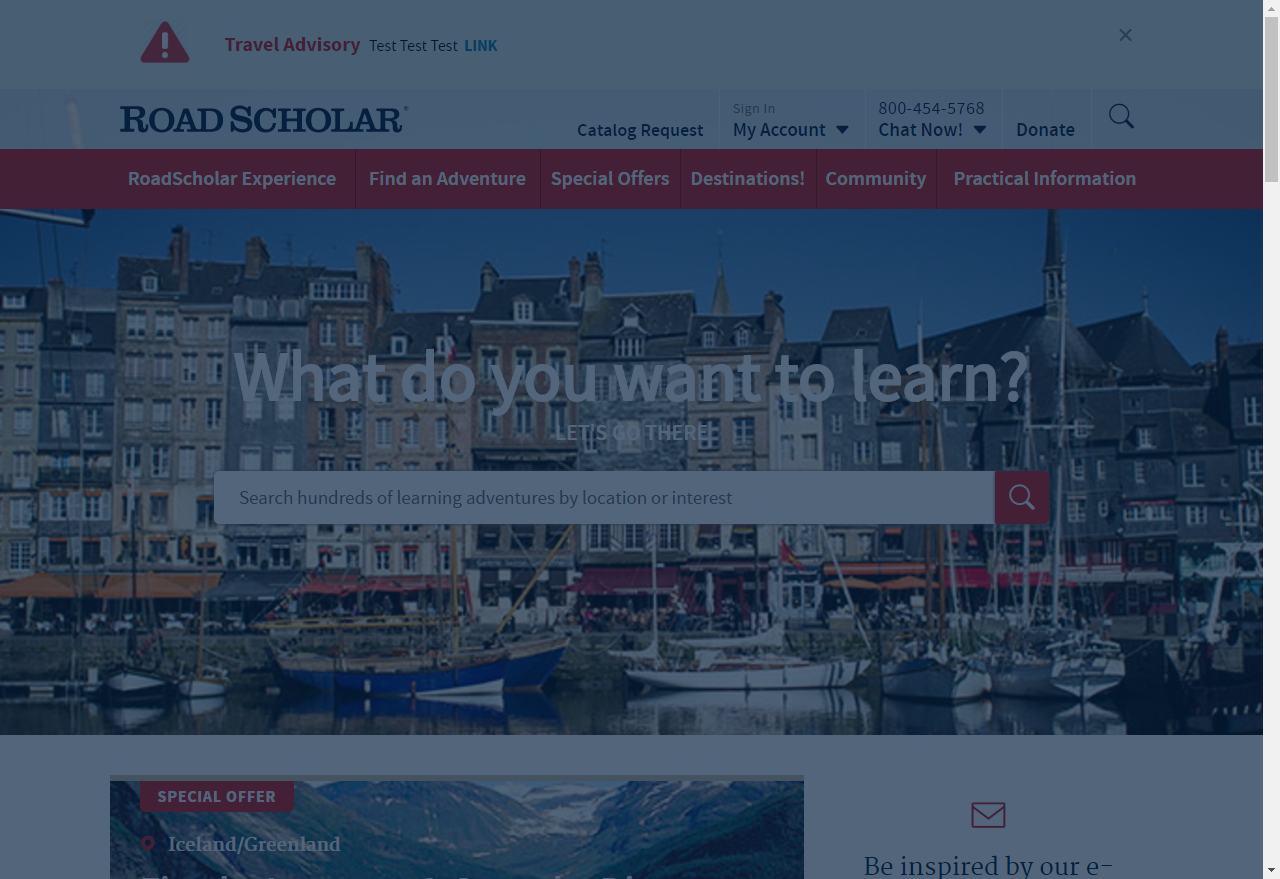 Travel Advisory Test Test Test LINK
ROAD SCHOLAR®
Catalog Request
Sign In
My Account
800-454-5768
Chat Now!
Donate
RoadScholar Experience
Find an Adventure
Special Offers
Destinations!
Community
Practical Information
What do you want to learn?
LET'S GO THERE
Search hundreds of learning adventures by location or interest
SPECIAL OFFER
Iceland/Greenland
Be inspired by our e-